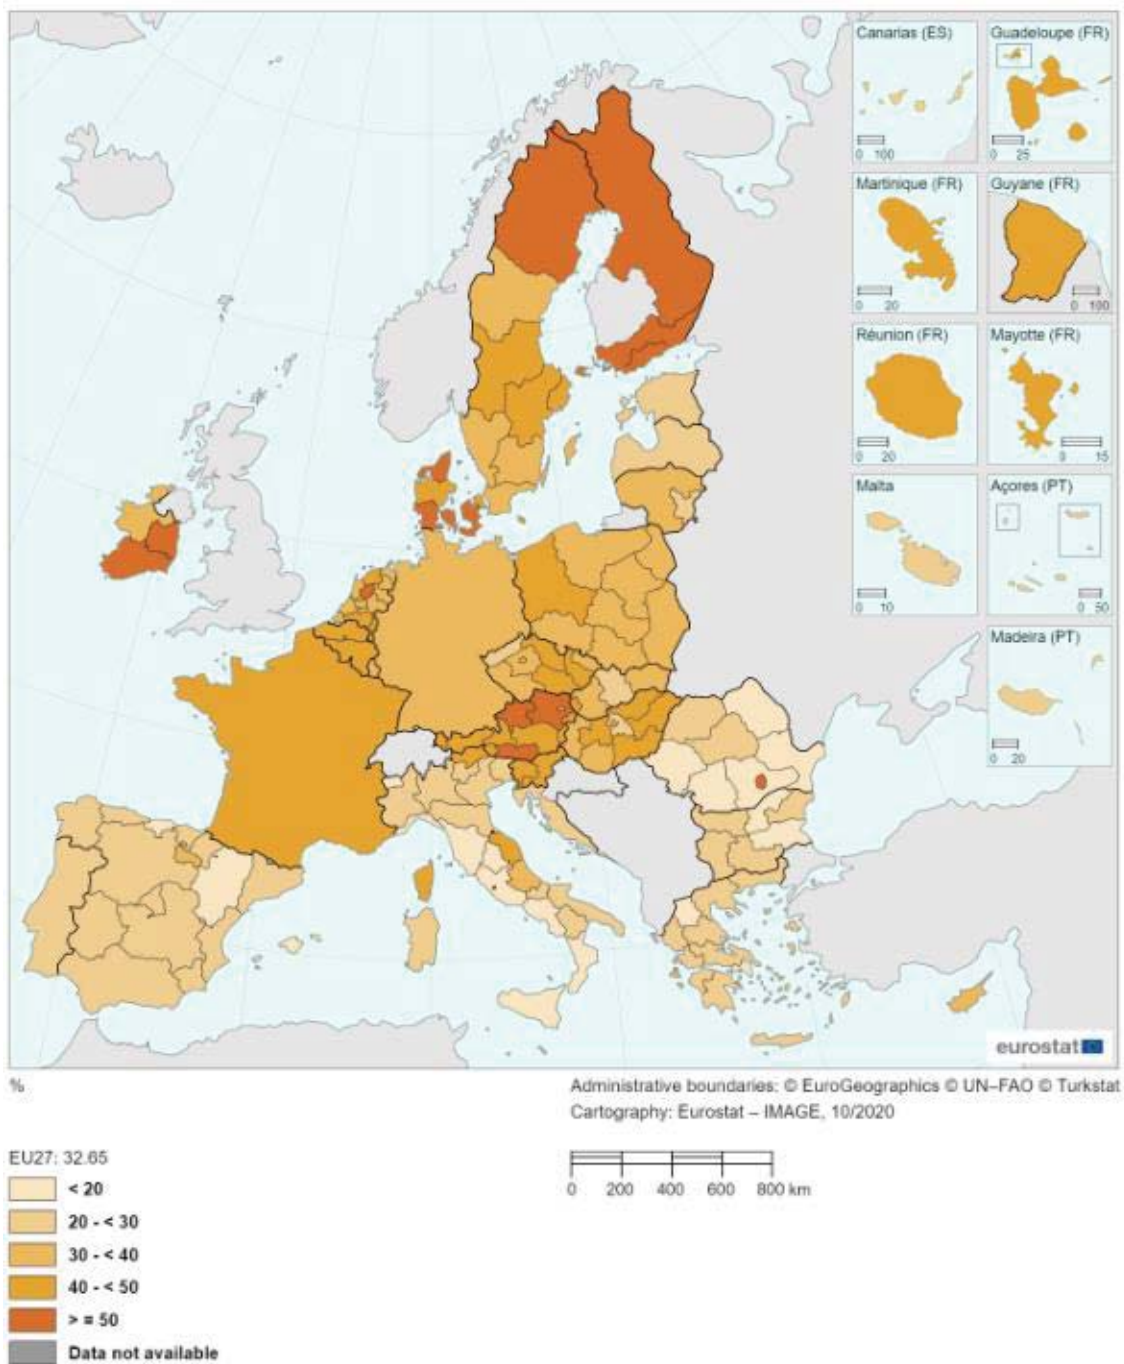 Canarias (ES)
0 100
Guadeloupe (FR)
0 25
Martinique (FR)
0 20
Guyane (FR)
0 100
Réunion (FR)
0 20
Mayotte (FR)
0 15
Malta
0 10
Açores (PT)
0 50
Madeira (PT)
0 20
eurostat
%
Administrative boundaries: © EuroGeographics © UN–FAO © Turkstat
Cartography: Eurostat – IMAGE, 10/2020
EU27: 32.65
< 20
20 - < 30
30 - < 40
40 - < 50
> = 50
Data not available
0 200 400 600 800 km